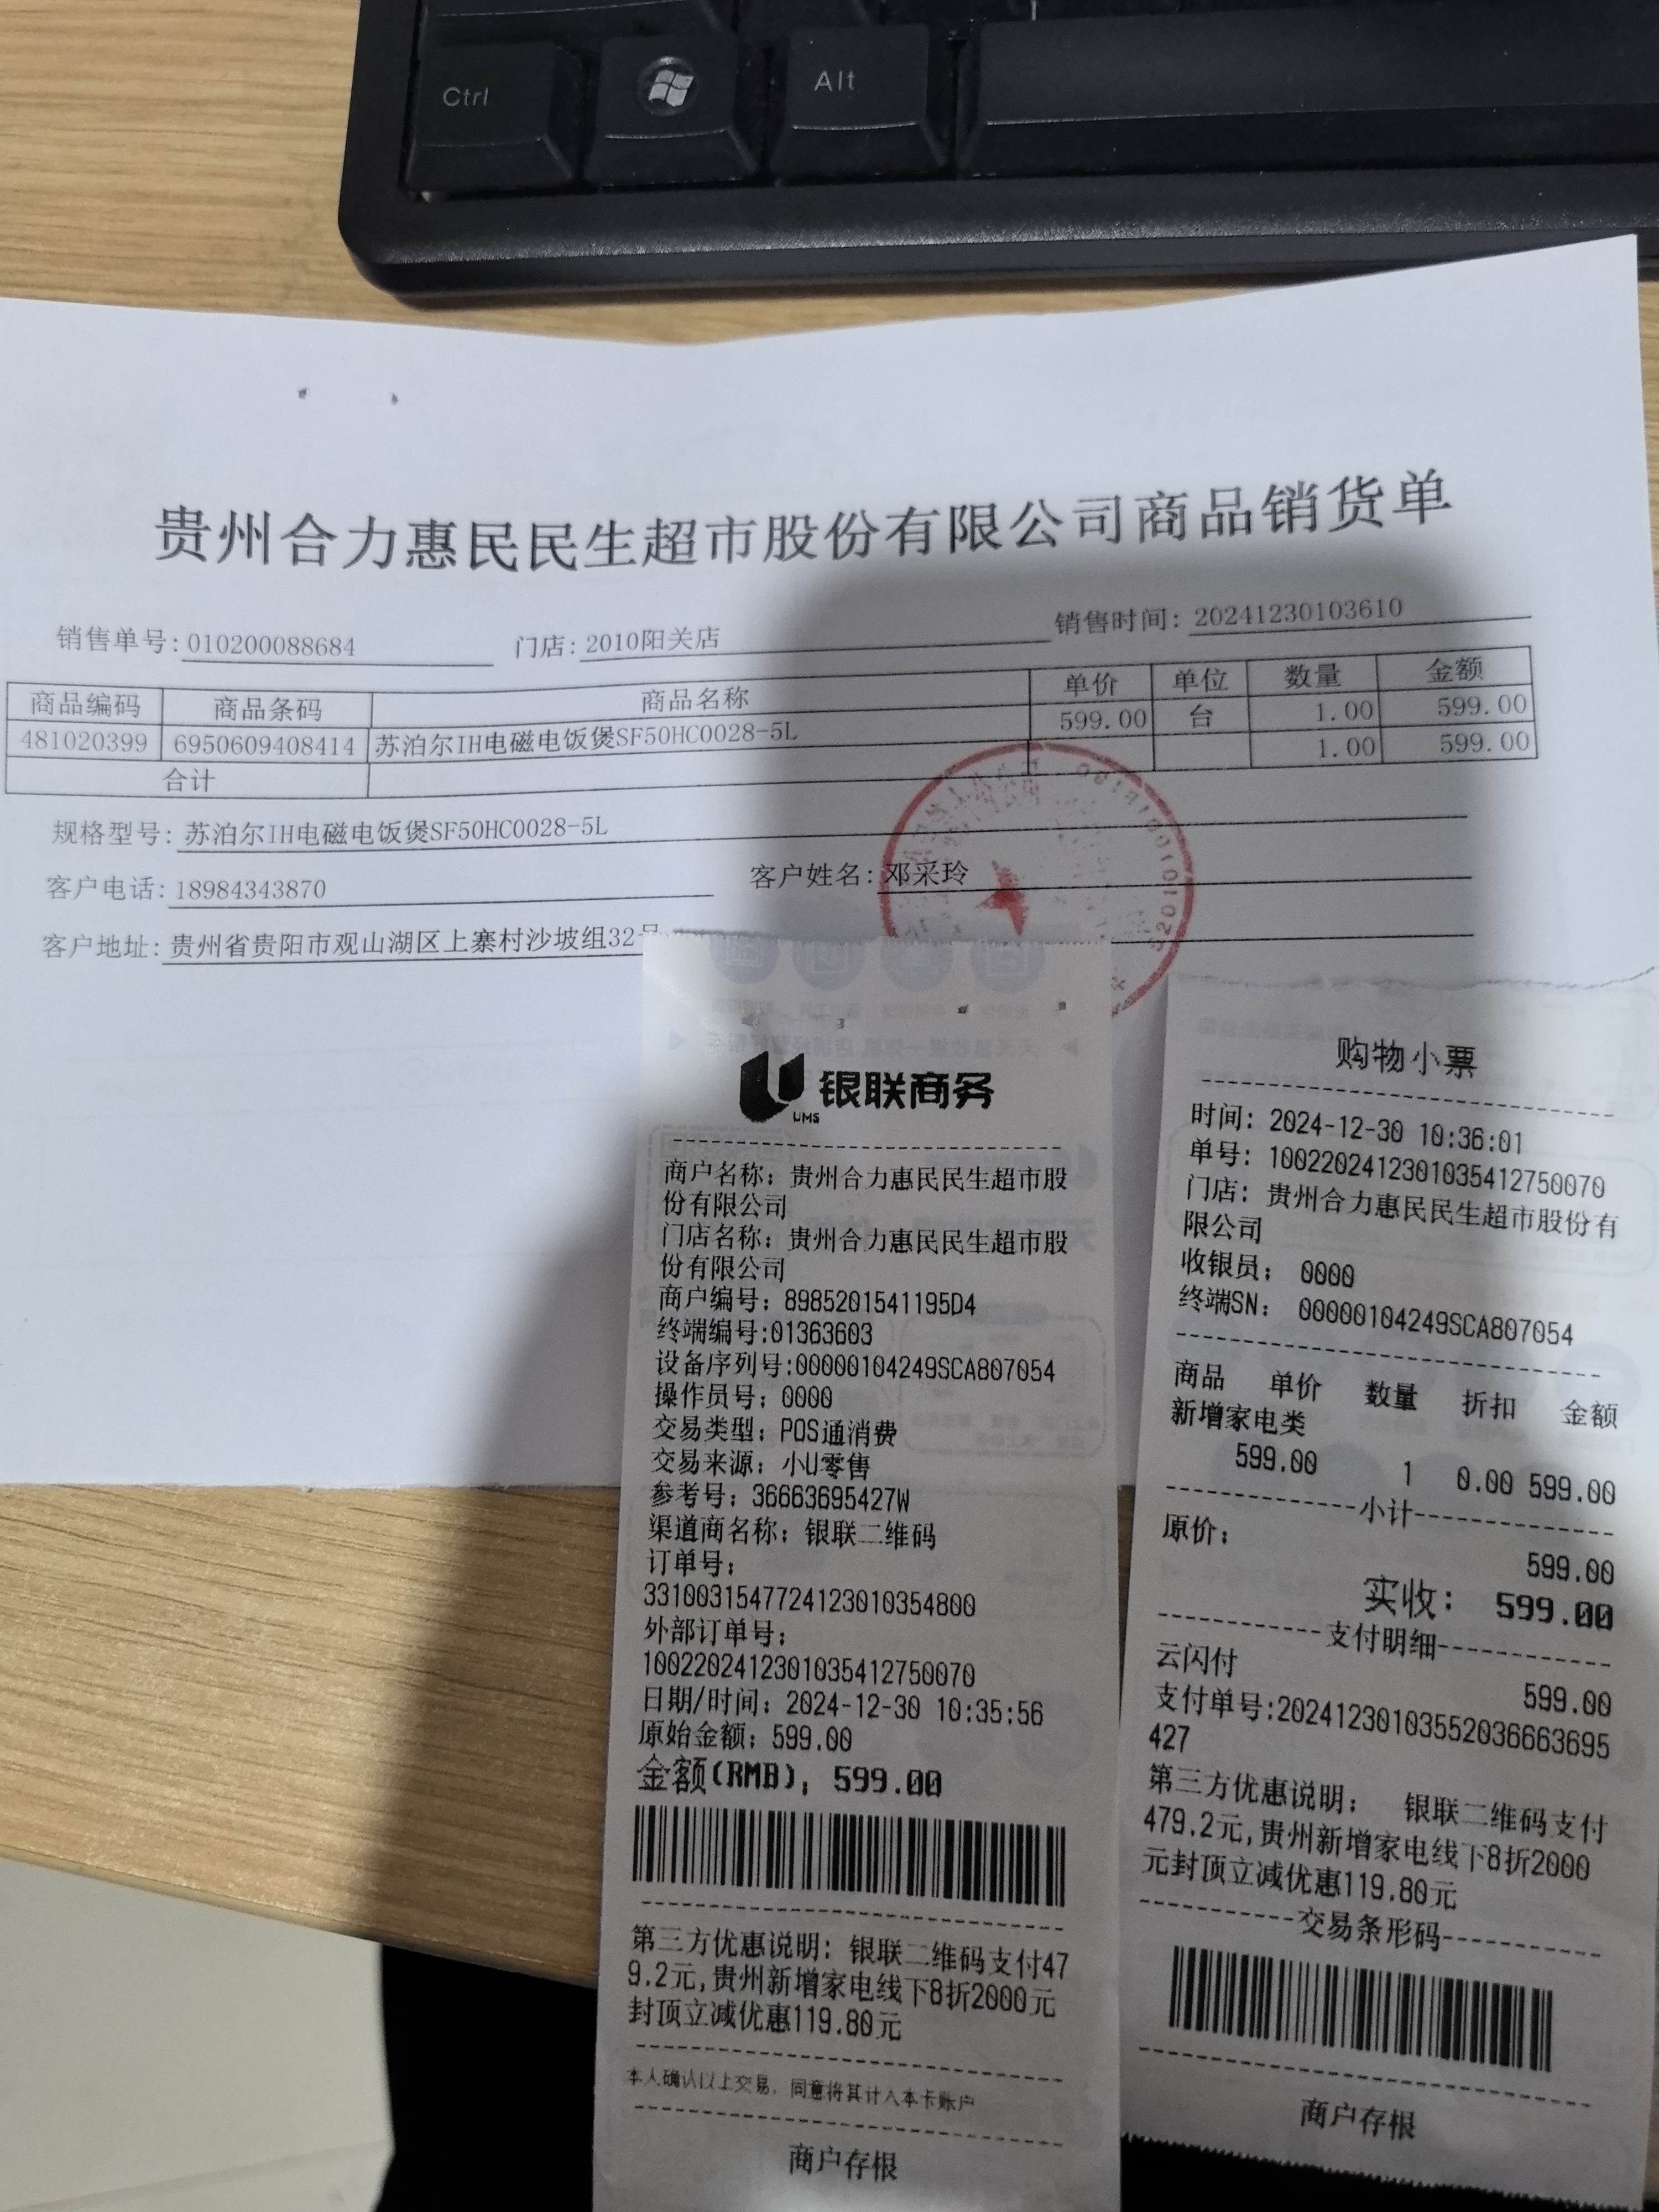 Ctrl
Alt
贵州合力惠民民生超市股份有限公司商品销货单
销售单号:010200088684 门店:2010阳关店 销售时间:20241230103610
商品编码 商品条码 商品名称 单价 单位 数量 金额
481020399 6950609408414 苏泊尔IH电磁电饭煲SF50HC0028-5L 599.00 台 1.00 599.00
合计 1.00 599.00
规格型号:苏泊尔IH电磁电饭煲SF50HC0028-5L
客户电话:18984343870 客户姓名:邓采玲
客户地址:贵州省贵阳市观山湖区上寨村沙坡组32号
银联商务
UMS
商户名称: 贵州合力惠民民生超市股
份有限公司
门店名称: 贵州合力惠民民生超市股
份有限公司
商户编号: 8985201541195D4
终端编号:01363603
设备序列号:00000104249SCA807054
操作员号: 0000
交易类型: POS通消费
交易来源: 小U零售
参考号: 36663695427W
渠道商名称: 银联二维码
订单号:
3310031547724123010354800
外部订单号:
10022024123010354127500​70
日期/时间: 2024-12-30 10:35:56
原始金额: 599.00
金额(RMB): 599.00
第三方优惠说明: 银联二维码支付47
9.2元,贵州新增家电线下8折2000元
封顶立减优惠119.80元
本人确认以上交易, 同意将其计入本卡账户
商户存根
购物小票
时间: 2024-12-30 10:36:01
单号: 1002202412301035412750070
门店: 贵州合力惠民民生超市股份有
限公司
收银员: 0000
终端SN: 00000104249SCA807054
商品 单价 数量 折扣 金额
新增家电类
599.00 1 0.00 599.00
小计
原价:
599.00
实收: 599.00
支付明细
云闪付
599.00
支付单号:2024123010355203666​3695
427
第三方优惠说明: 银联二维码支付
479.2元,贵州新增家电线下8折2000
元封顶立减优惠119.80元
交易条形码
商户存根